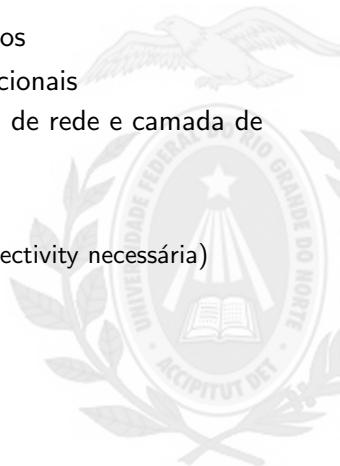 os
cionais
de rede e camada de
ectivity necessária)
UNIVERSIDADE FEDERAL DO RIO GRANDE DO NORTE
ACCIPITUT DET